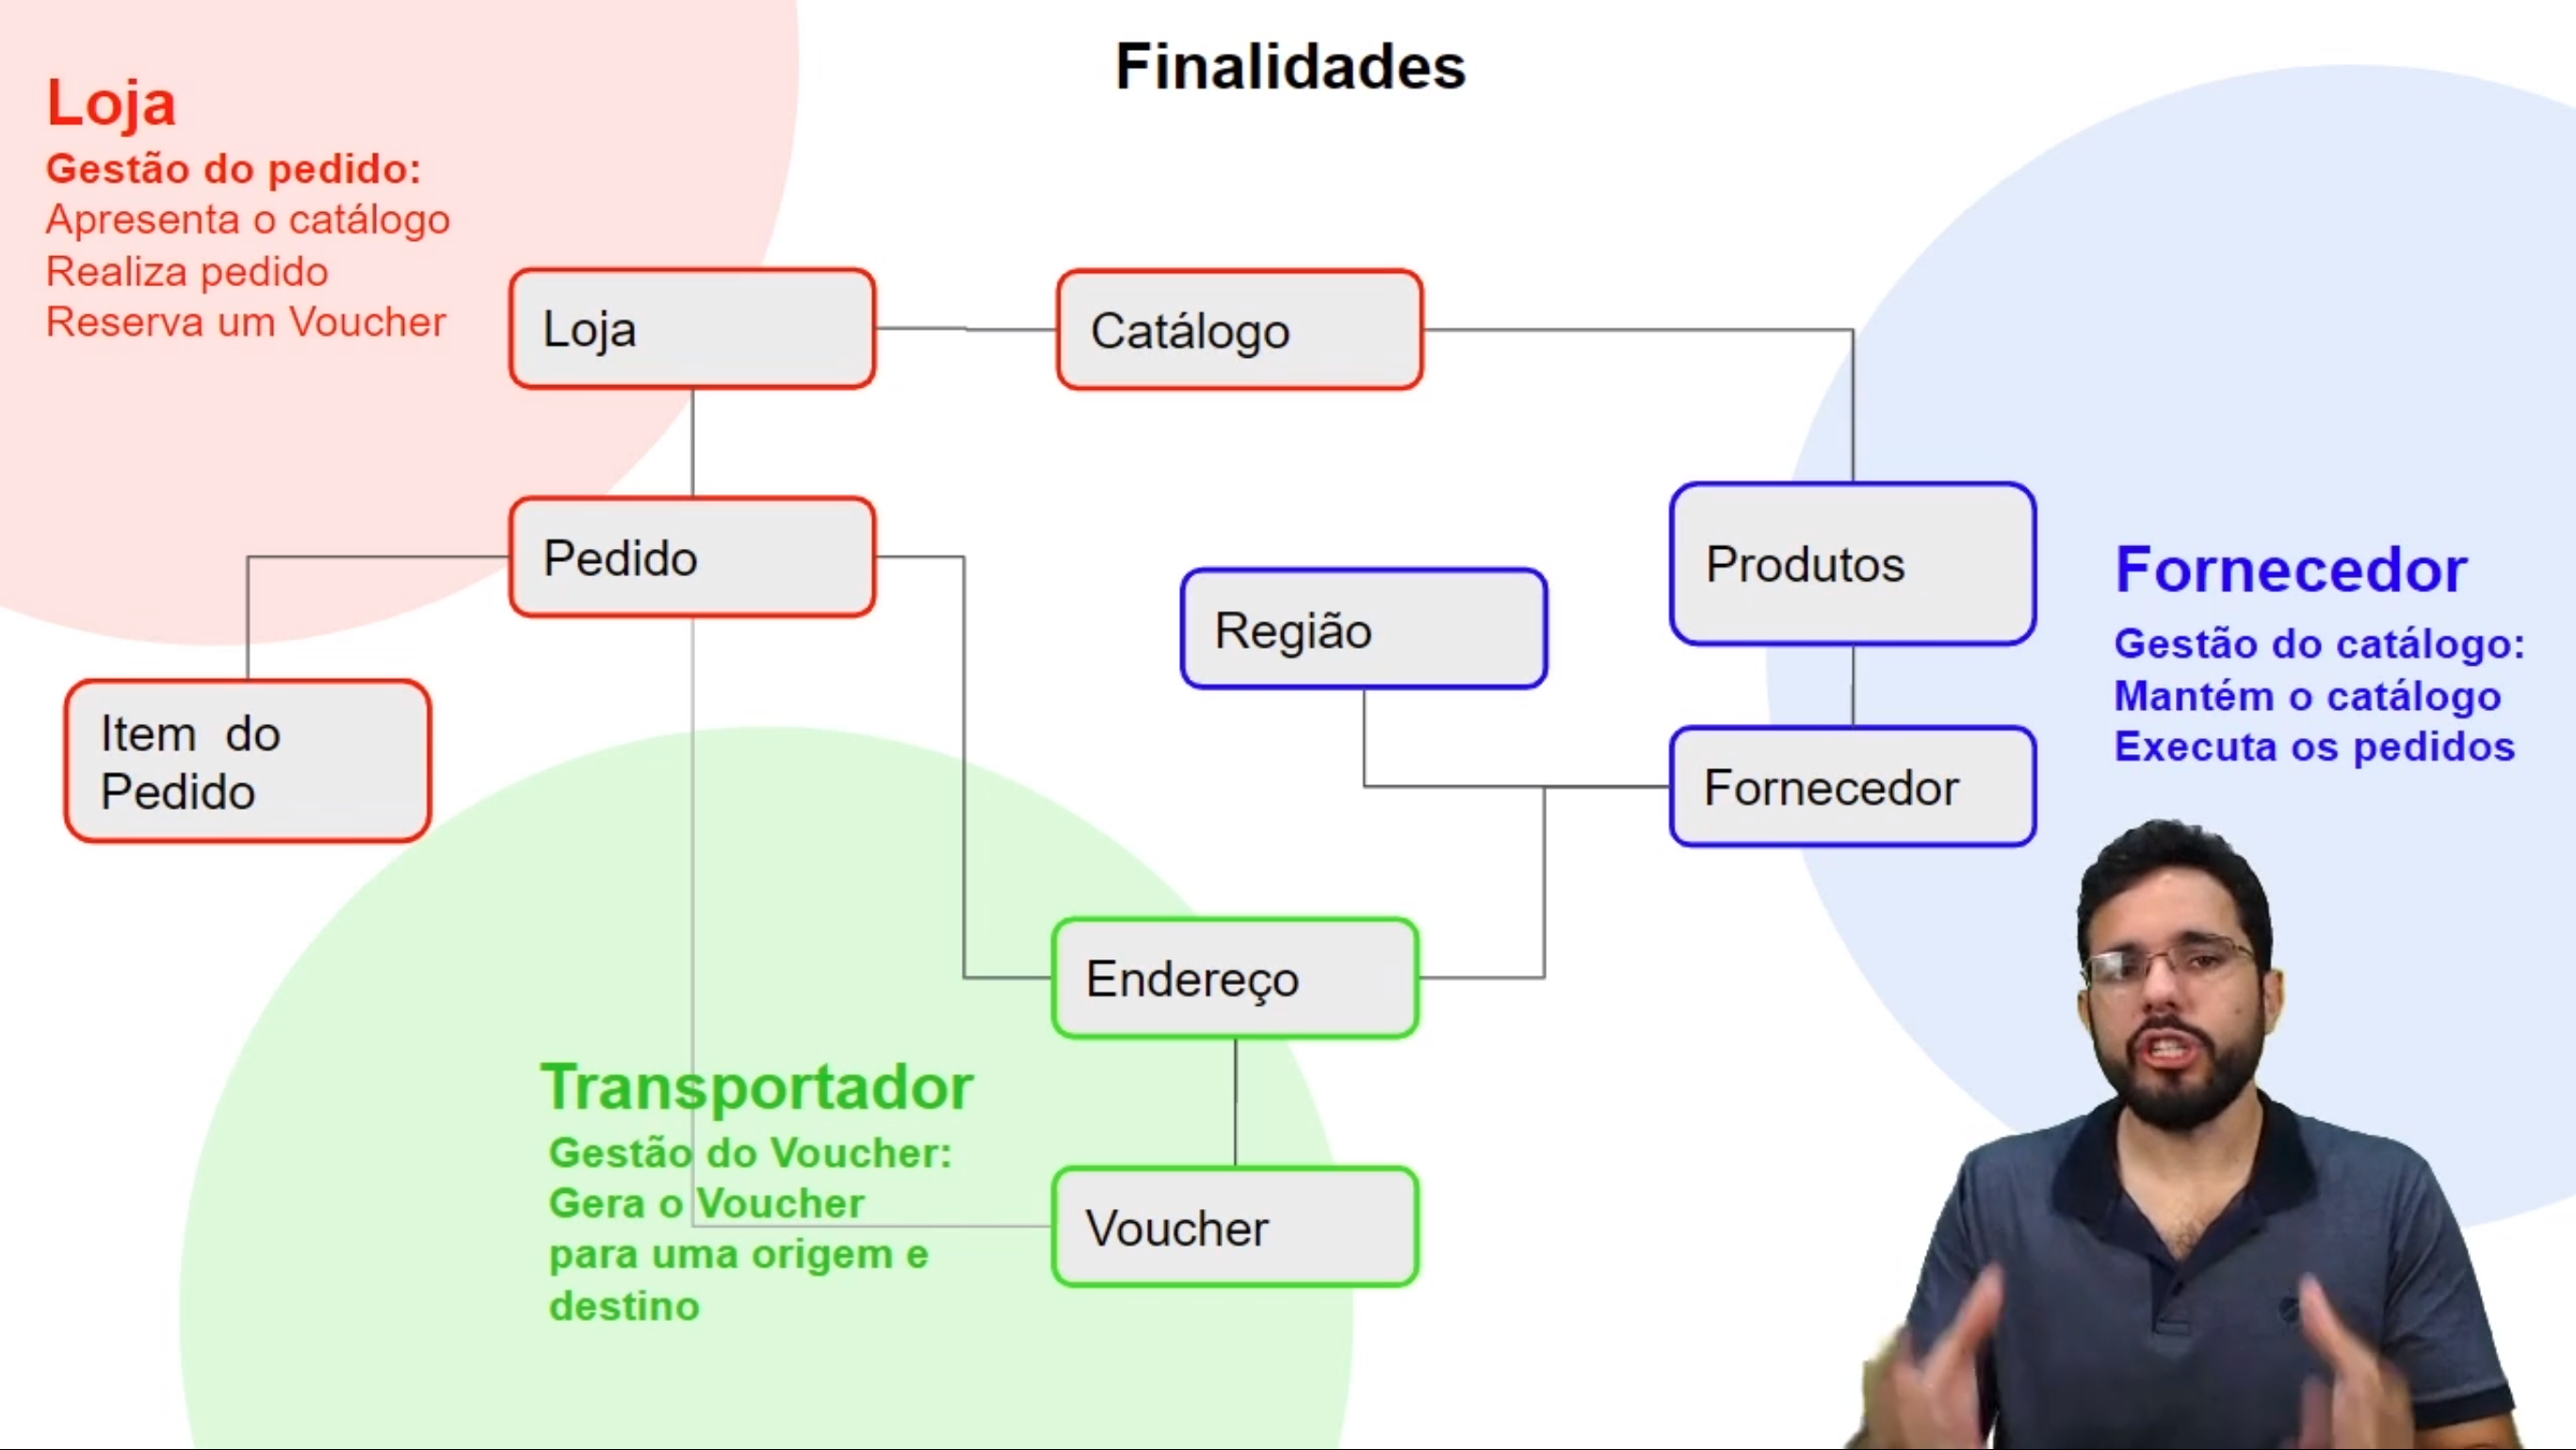 Finalidades
Loja
Gestão do pedido:
Apresenta o catálogo
Realiza pedido
Reserva um Voucher
Loja
Catálogo
Pedido
Produtos
Região
Item do
Pedido
Fornecedor
Fornecedor
Gestão do catálogo:
Mantém o catálogo
Executa os pedidos
Endereço
Transportador
Gestão do Voucher:
Gera o Voucher
para uma origem e
destino
Voucher